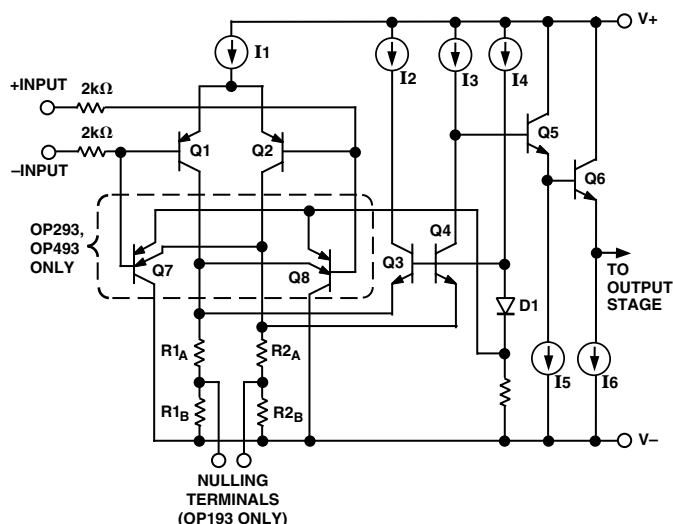 V+
I1
I2
I3
I4
+INPUT
2kΩ
2kΩ
–INPUT
Q1
Q2
Q5
Q6
OP293,
OP493
ONLY
Q7
Q8
Q3
Q4
TO
OUTPUT
STAGE
D1
R1A
R2A
I5
I6
R1B
R2B
V–
NULLING
TERMINALS
(OP193 ONLY)